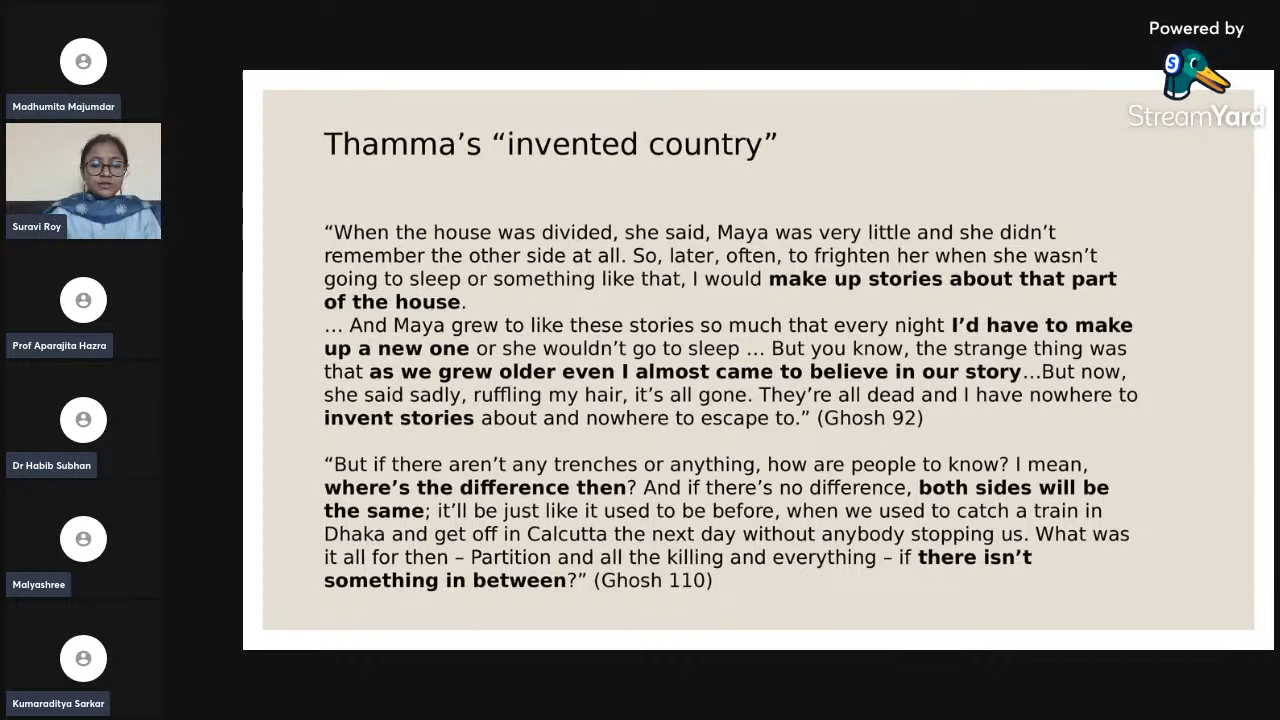 Powered by
StreamYard
Madhumita Majumdar
Suravi Roy
Prof Aparajita Hazra
Dr Habib Subhan
Malyashree
Kumaraditya Sarkar
Thamma’s “invented country”
“When the house was divided, she said, Maya was very little and she didn’t
remember the other side at all. So, later, often, to frighten her when she wasn’t
going to sleep or something like that, I would make up stories about that part
of the house.
… And Maya grew to like these stories so much that every night I’d have to make
up a new one or she wouldn’t go to sleep … But you know, the strange thing was
that as we grew older even I almost came to believe in our story…But now,
she said sadly, ruffling my hair, it’s all gone. They’re all dead and I have nowhere to
invent stories about and nowhere to escape to.” (Ghosh 92)
“But if there aren’t any trenches or anything, how are people to know? I mean,
where’s the difference then? And if there’s no difference, both sides will be
the same; it’ll be just like it used to be before, when we used to catch a train in
Dhaka and get off in Calcutta the next day without anybody stopping us. What was
it all for then – Partition and all the killing and everything – if there isn’t
something in between?” (Ghosh 110)